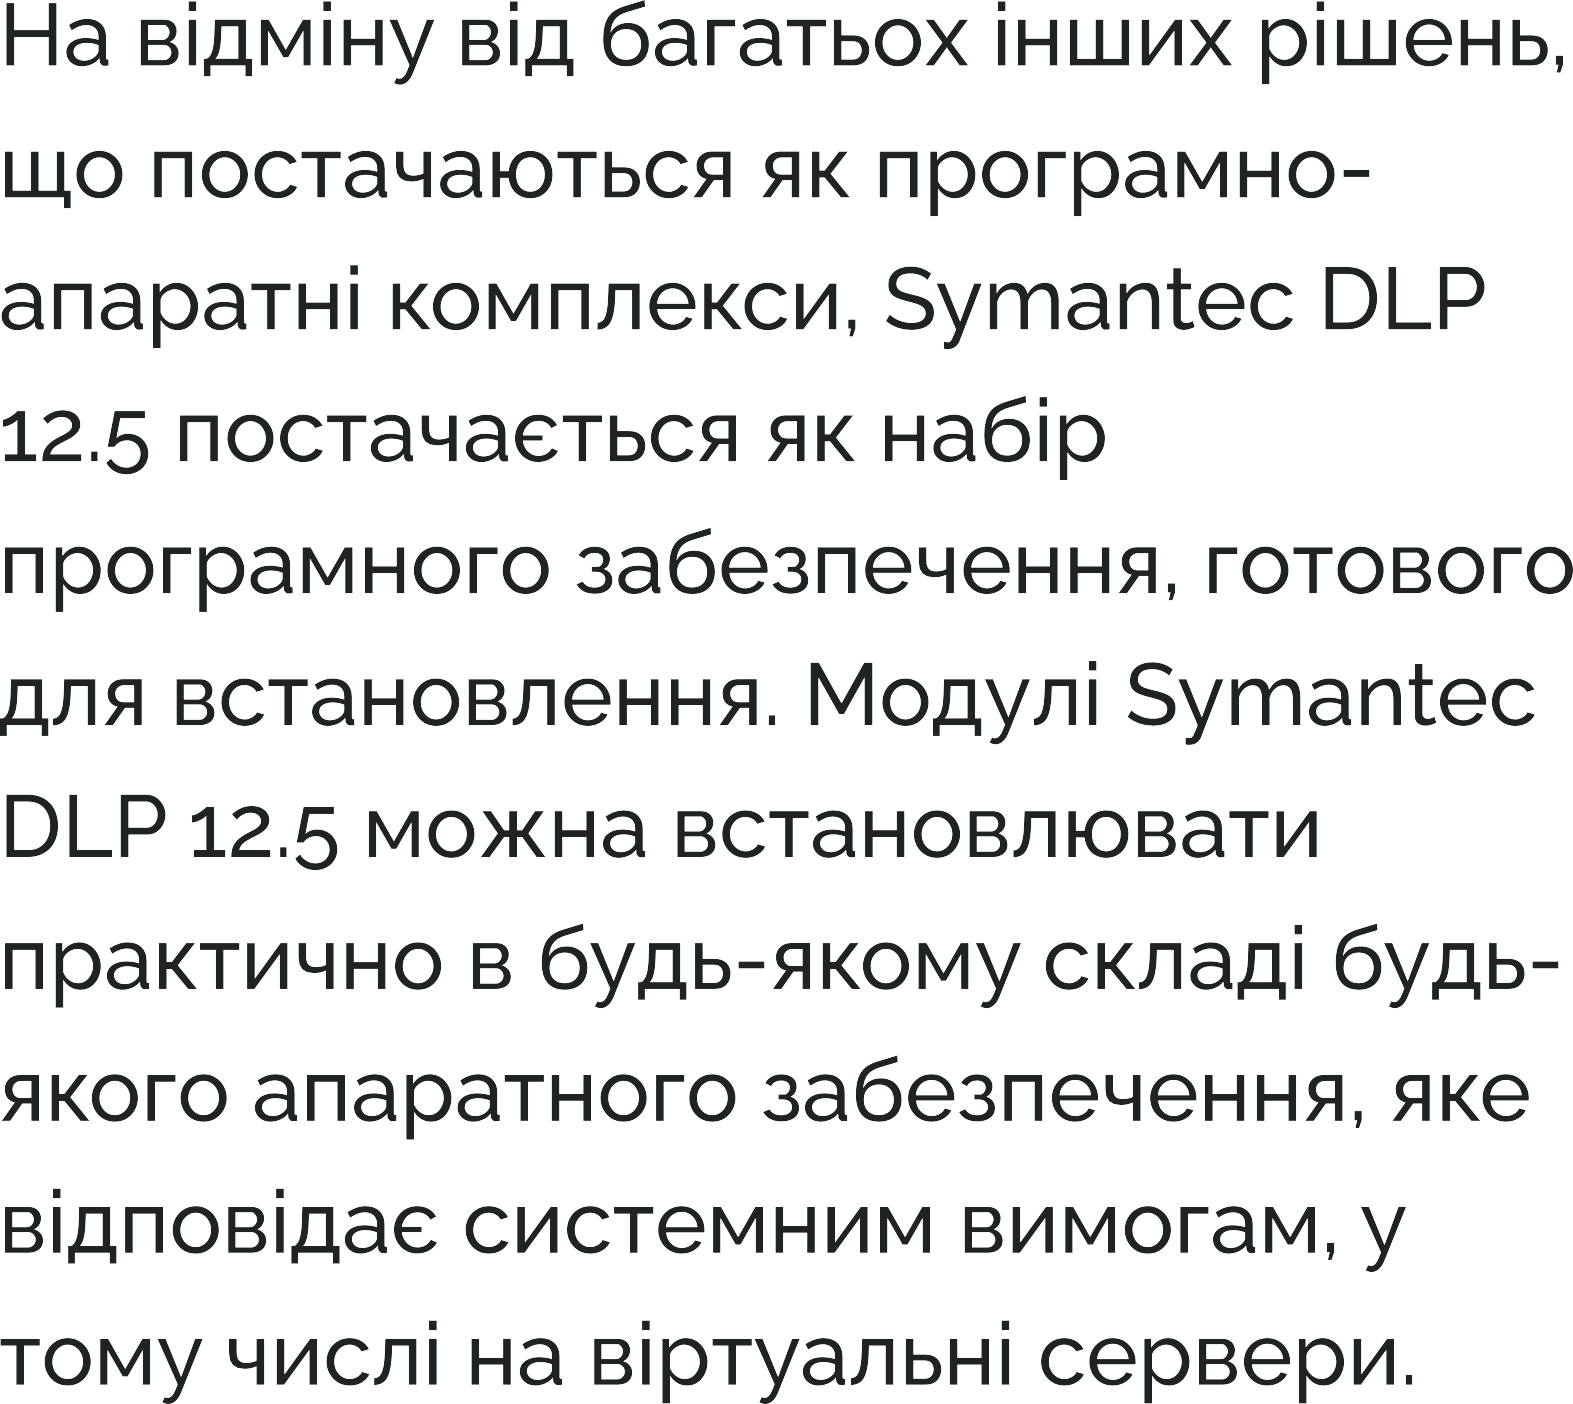 На відміну від багатьох інших рішень,
що постачаються як програмно-
апаратні комплекси, Symantec DLP
12.5 постачається як набір
програмного забезпечення, готового
для встановлення. Модулі Symantec
DLP 12.5 можна встановлювати
практично в будь-якому складі будь-
якого апаратного забезпечення, яке
відповідає системним вимогам, у
тому числі на віртуальні сервери.